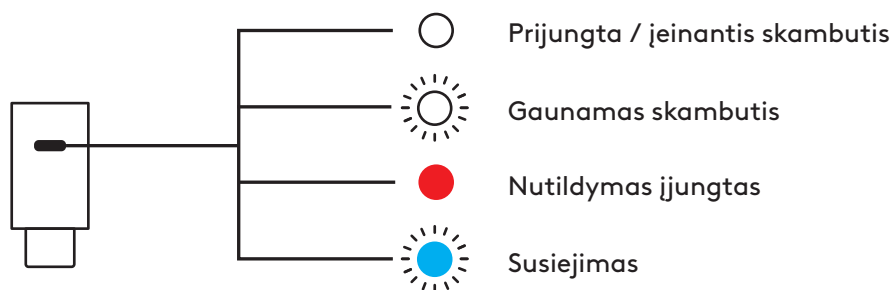 Prijungta / įeinantis skambutis
Gaunamas skambutis
Nutildymas įjungtas
Susiejimas